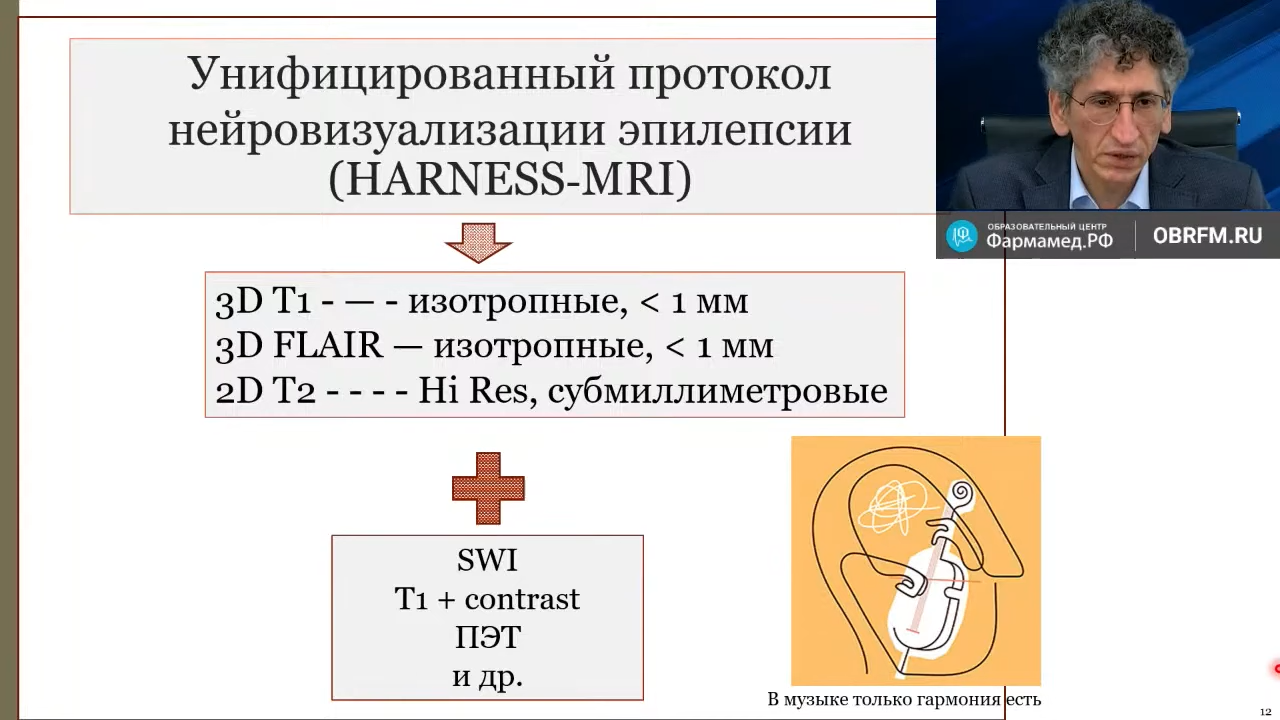 Унифицированный протокол
нейровизуализации эпилепсии
(HARNESS-MRI)
ОБРАЗОВАТЕЛЬНЫЙ ЦЕНТР
Фармамед.РФ
OBRFM.RU
3D T1 - — - изотропные, < 1 мм
3D FLAIR — изотропные, < 1 мм
2D T2 - - - - Hi Res, субмиллиметровые
SWI
T1 + contrast
ПЭТ
и др.
В музыке только гармония есть
12